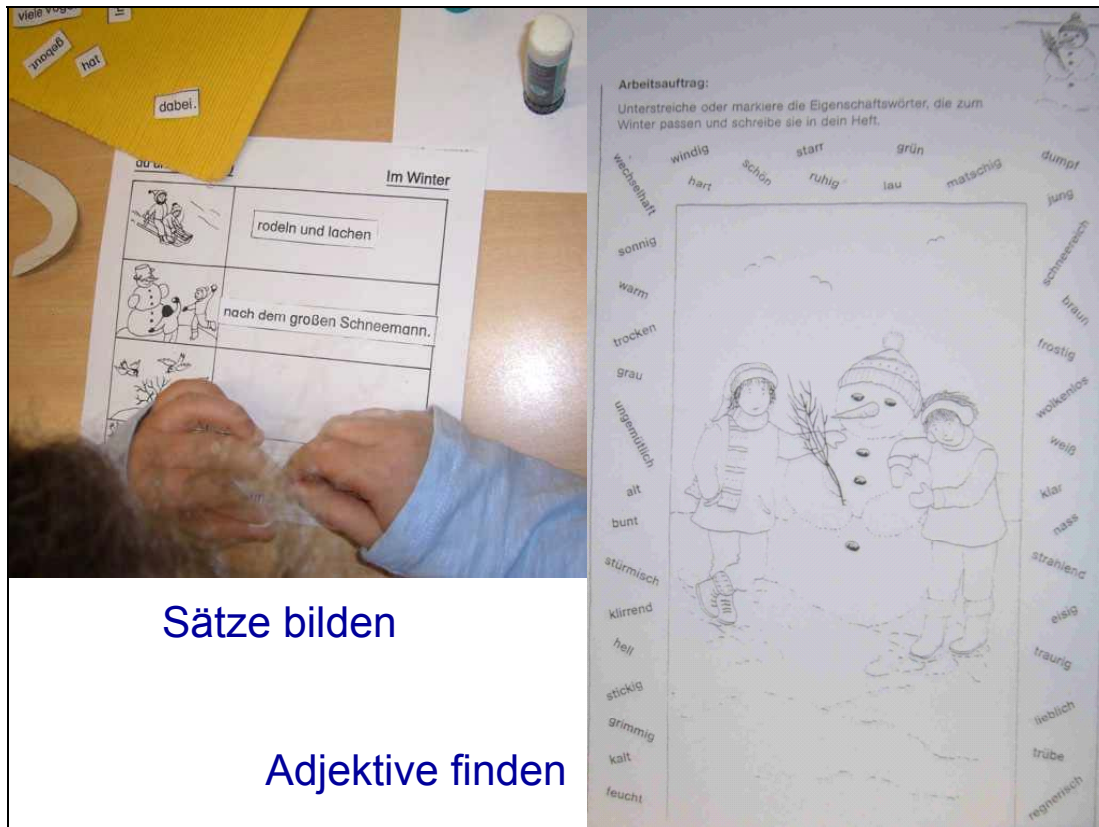 viele
gebaut
hat
dabei.
Im Winter
rodeln und lachen
nach dem großen Schneemann.
Sätze bilden
Adjektive finden
Arbeitsauftrag:
Unterstreiche oder markiere die Eigenschaftswörter, die zum
Winter passen und schreibe sie in dein Heft.
wechselhaft
windig
hart
schön
starr
ruhig
grün
lau
matschig
dumpf
jung
schneereich
braun
frostig
wolkenlos
weiß
klar
nass
strahlend
eisig
traurig
lieblich
trübe
regnerisch
sonnig
warm
trocken
grau
ungemütlich
alt
bunt
stürmisch
klirrend
hell
stickig
grimmig
kalt
feucht